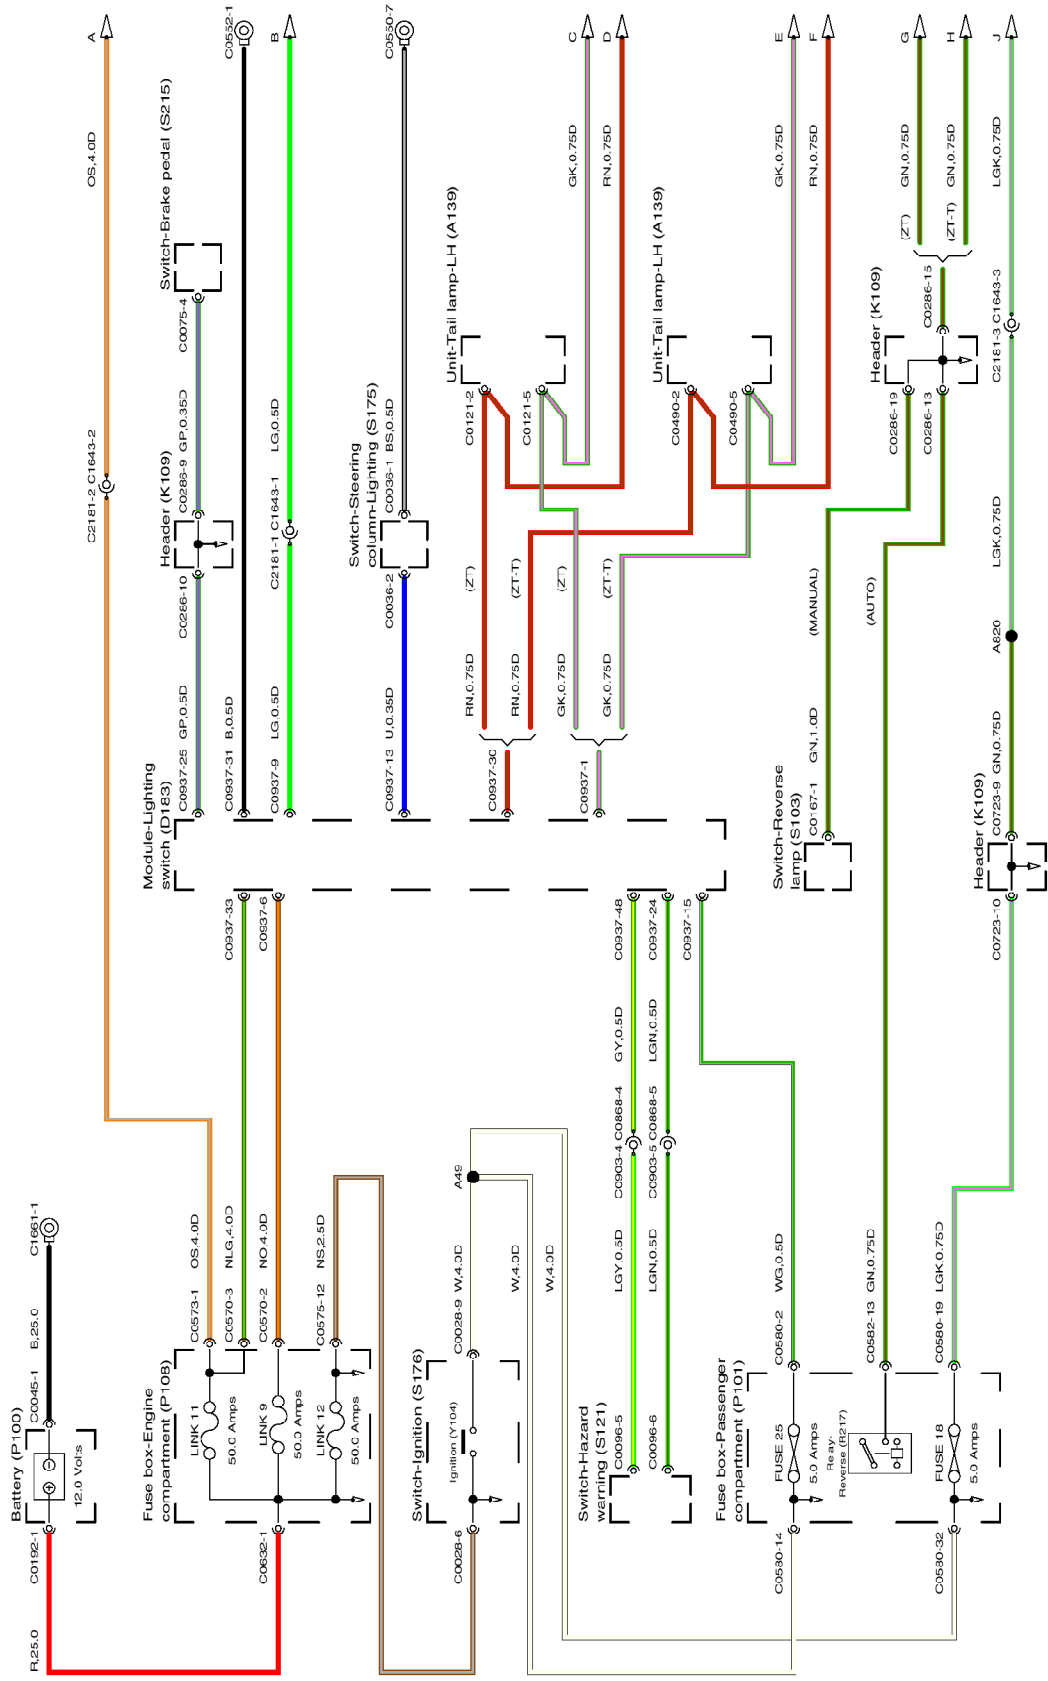 A
OS,4.0D
C2181-2 C1643-2
C0552-1
B
Switch-Brake pedal (S215)
C0075-4
C0286-9 GP,0.35D
Header (K109)
C0286-10
C0937-25 GP,0.5D
C0937-31 B,0.5D
LG,0.5D
C2181-1 C1643-1
C0937-9 LG,0.5D
C0550-7
Switch-Steering
column-Lighting (S175)
C0036-1 BS,0.5D
C0036-2
C0937-13 U,0.35D
C
D
GK,0.75D
RN,0.75D
Unit-Tail lamp-LH (A139)
C0121-2
C0121-5
E
F
GK,0.75D
RN,0.75D
Unit-Tail lamp-LH (A139)
C0490-2
C0490-5
(ZT)
(ZT-T)
(ZT)
(ZT-T)
RN,0.75D
RN,0.75D
GK,0.75D
GK,0.75D
C0937-30
C0937-1
G
H
J
GN,0.75D
GN,0.75D
LGK,0.75D
(ZT)
(ZT-T)
C0286-15
Header (K109)
C0286-19
C0286-13
C2181-3 C1643-3
(MANUAL)
(AUTO)
LGK,0.75D
A820
Switch-Reverse
lamp (S103)
C0167-1 GN,1.0D
Header (K109)
C0723-9 GN,0.75D
C0723-10
Module-Lighting
switch (D183)
C0937-33
C0937-6
C0937-48
C0937-24
C0937-15
GY,0.5D
LGN,0.5D
C0903-4 C0868-4
C0903-5 C0868-5
LGY,0.5D
LGN,0.5D
C0096-5
C0096-6
Switch-Hazard
warning (S121)
Battery (P100)
C0045-1 B,25.0 C1661-1
12.0 Volts
C0192-1
R,25.0
Fuse box-Engine
compartment (P108)
C0573-1 OS,4.0D
C0570-3 NLG,4.0D
C0570-2 NO,4.0D
C0575-12 NS,2.5D
LINK 11
50.0 Amps
LINK 9
50.0 Amps
LINK 12
50.0 Amps
C0632-1
Switch-Ignition (S176)
Ignition (Y104)
C0028-9 W,4.0D
C0028-6
A49
W,4.0D
W,4.0D
Fuse box-Passenger
compartment (P101)
C0580-2 WG,0.5D
C0582-13 GN,0.75D
C0580-19 LGK,0.75D
FUSE 25
5.0 Amps
Relay-
Reverse (R217)
FUSE 18
5.0 Amps
C0580-14
C0580-32